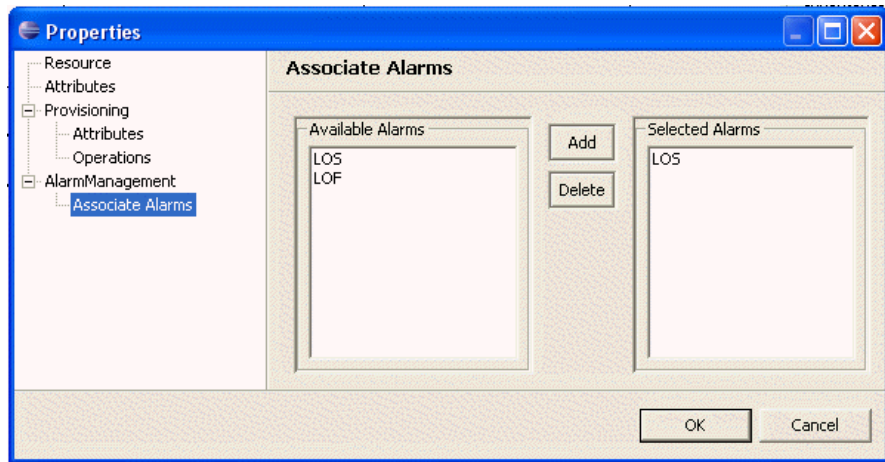 Properties
Resource
Attributes
Provisioning
Attributes
Operations
AlarmManagement
Associate Alarms
Associate Alarms
Available Alarms
LOS
LOF
Add
Delete
Selected Alarms
LOS
OK
Cancel